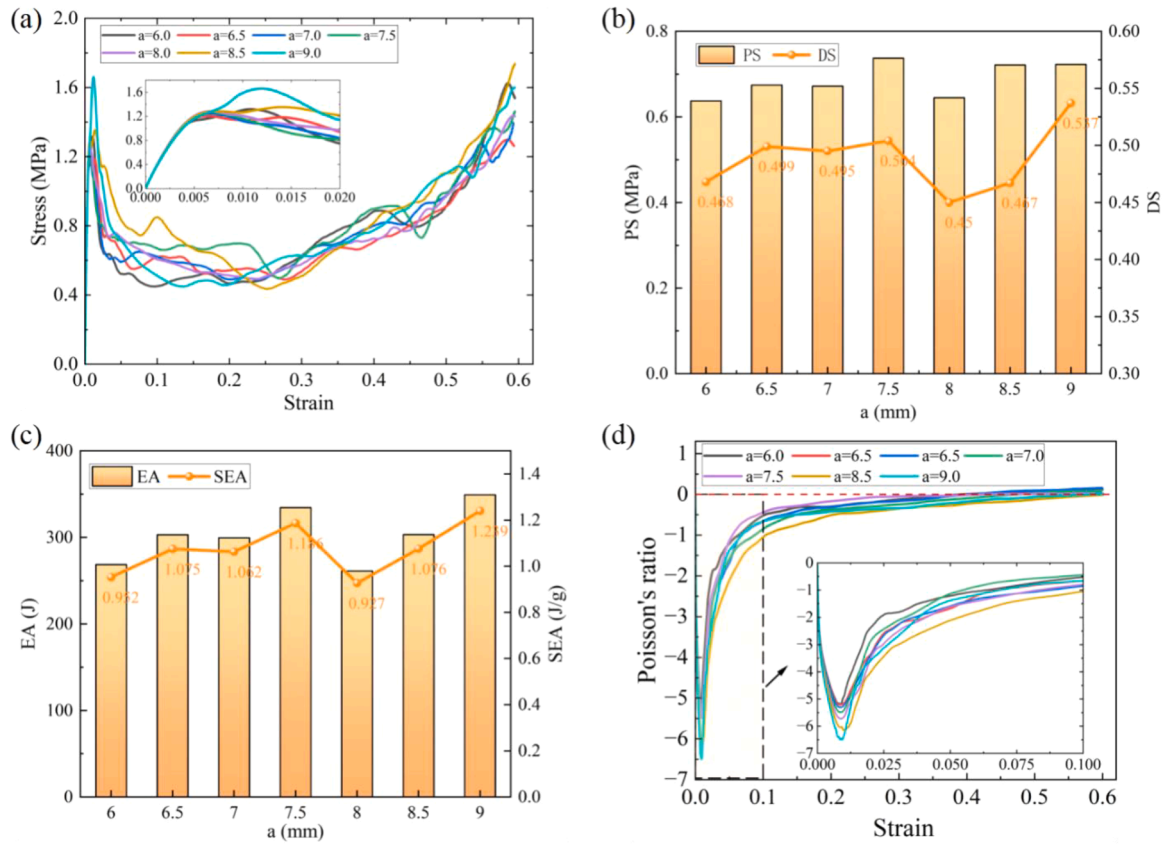 (a)
2.0
1.6
1.2
0.8
0.4
0.0
Stress (MPa)
a=6.0 a=6.5 a=7.0 a=7.5
a=8.0 a=8.5 a=9.0
1.6
1.2
0.8
0.4
0.0
0.000 0.005 0.010 0.015 0.020
0.0 0.1 0.2 0.3 0.4 0.5 0.6
Strain
(b)
0.8
0.6
0.4
0.2
0.0
PS (MPa)
PS DS
0.468
0.499
0.495
0.504
0.45
0.467
0.537
0.60
0.55
0.50
0.45
0.40
0.35
0.30
DS
6 6.5 7 7.5 8 8.5 9
a (mm)
(c)
400
300
200
100
0
EA (J)
EA SEA
0.952
1.075
1.062
1.186
0.927
1.076
1.239
1.4
1.2
1.0
0.8
0.6
0.4
0.2
0.0
SEA (J/g)
6 6.5 7 7.5 8 8.5 9
a (mm)
(d)
1
0
−1
−2
−3
−4
−5
−6
−7
Poisson's ratio
a=6.0 a=6.5 a=6.5 a=7.0
a=7.5 a=8.5 a=9.0
0
−1
−2
−3
−4
−5
−6
−7
0.000 0.025 0.050 0.075 0.100
0.0 0.1 0.2 0.3 0.4 0.5 0.6
Strain